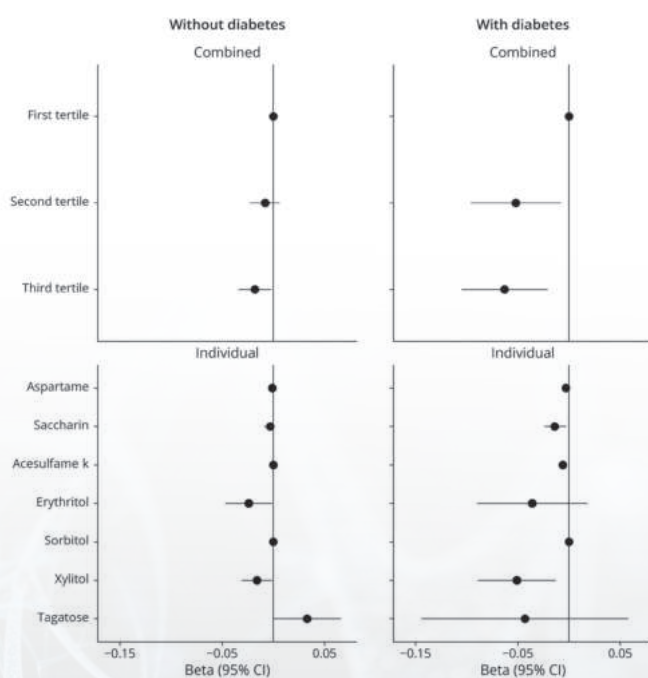 Without diabetes
With diabetes
Combined
Combined
First tertile
Second tertile
Third tertile
Individual
Individual
Aspartame
Saccharin
Acesulfame k
Erythritol
Sorbitol
Xylitol
Tagatose
−0.15 −0.05 0.05
−0.15 −0.05 0.05
Beta (95% CI)
Beta (95% CI)